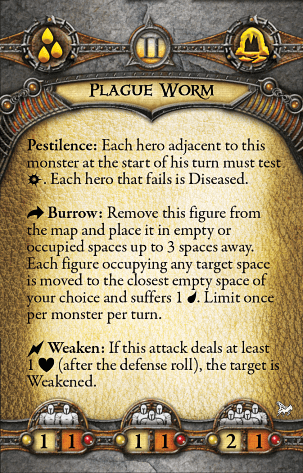 II
PLAGUE WORM
Pestilence: Each hero adjacent to this
monster at the start of his turn must test
. Each hero that fails is Diseased.
Burrow: Remove this figure from
the map and place it in empty or
occupied spaces up to 3 spaces away.
Each figure occupying any target space
is moved to the closest empty space of
your choice and suffers 1 . Limit once
per monster per turn.
Weaken: If this attack deals at least
1 (after the defense roll), the target is
Weakened.
1 1 1 1 2 1